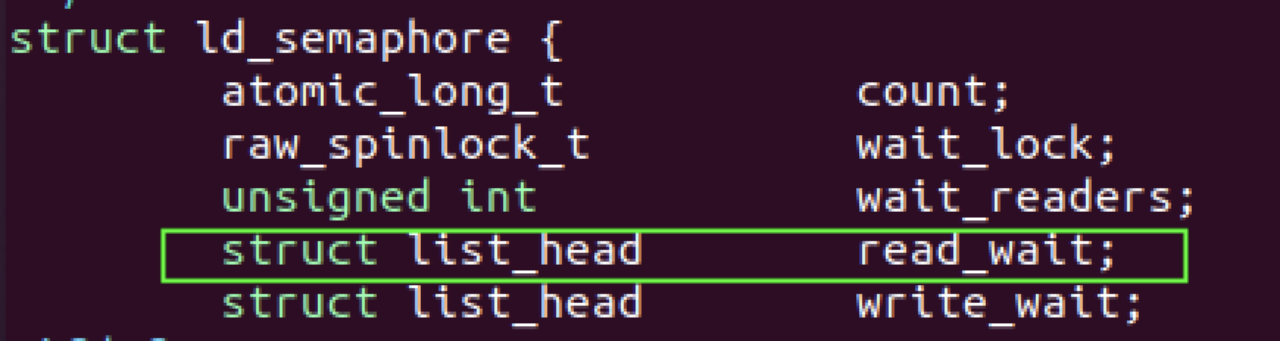 struct ld_semaphore {
atomic_long_t count;
raw_spinlock_t wait_lock;
unsigned int wait_readers;
struct list_head read_wait;
struct list_head write_wait;